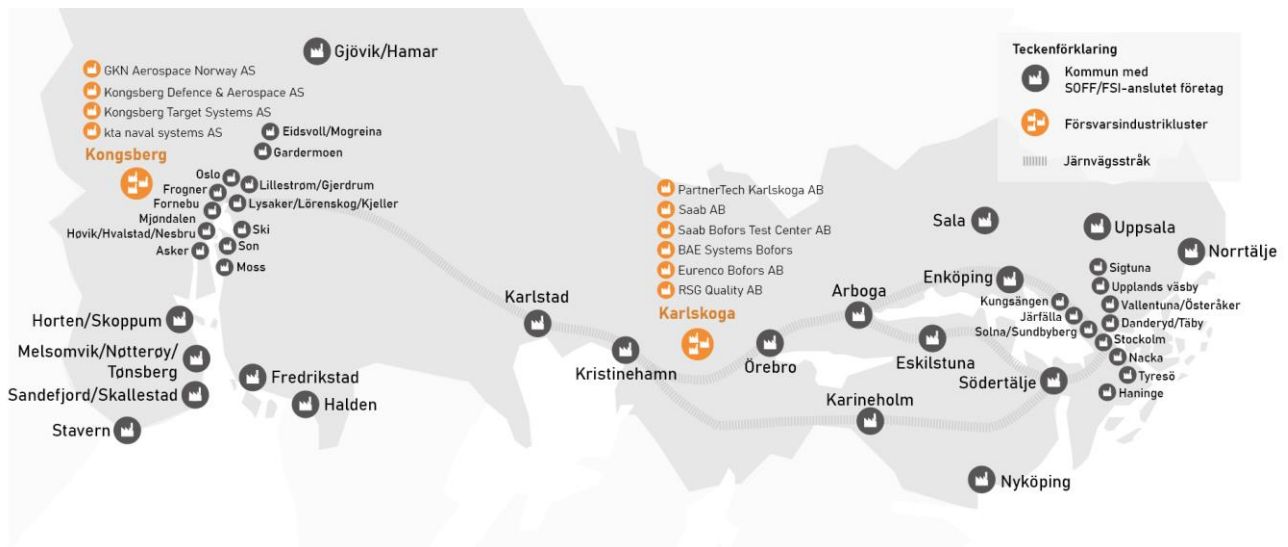 Gjövik/Hamar
GKN Aerospace Norway AS
Kongsberg Defence & Aerospace AS
Kongsberg Target Systems AS
kta naval systems AS
Kongsberg
Eidsvoll/Mogreina
Gardermoen
Oslo
Lillestrøm/Gjerdrum
Frogner
Lysaker/Lörenskog/Kjeller
Fornebu
Mjøndalen
Høvik/Hvalstad/Nesbru
Ski
Asker
Son
Moss
Horten/Skoppum
Melsomvik/Nøtterøy/
Tønsberg
Sandefjord/Skallestad
Stavern
Fredrikstad
Halden
Karlstad
Kristinehamn
PartnerTech Karlskoga AB
Saab AB
Saab Bofors Test Center AB
BAE Systems Bofors
Eurenco Bofors AB
RSG Quality AB
Karlskoga
Örebro
Arboga
Eskilstuna
Karineholm
Södertälje
Nyköping
Sala
Enköping
Uppsala
Norrtälje
Sigtuna
Upplands väsby
Kungsängen
Vallentuna/Österåker
Järfälla
Danderyd/Täby
Solna/Sundbyberg
Stockolm
Nacka
Tyresö
Haninge
Teckenförklaring
Kommun med
SOFF/FSI-anslutet företag
Försvarsindustrikluster
Järnvägsstråk